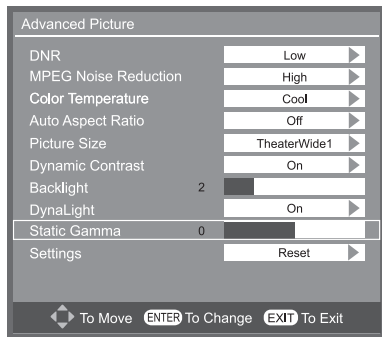 Advanced Picture
DNR Low
MPEG Noise Reduction High
Color Temperature Cool
Auto Aspect Ratio Off
Picture Size TheaterWide1
Dynamic Contrast On
Backlight 2
DynaLight On
Static Gamma 0
Settings Reset
To Move ENTER To Change EXIT To Exit